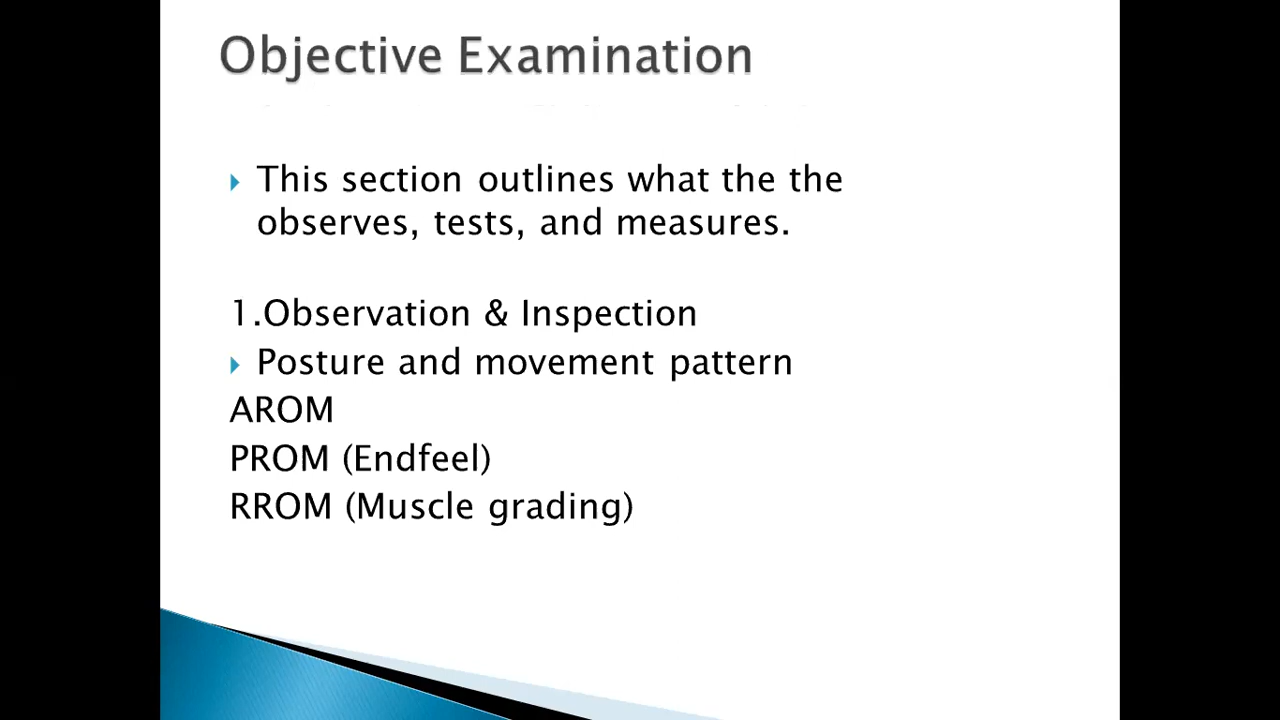 Objective Examination
This section outlines what the the
observes, tests, and measures.
1.Observation & Inspection
Posture and movement pattern
AROM
PROM (Endfeel)
RROM (Muscle grading)